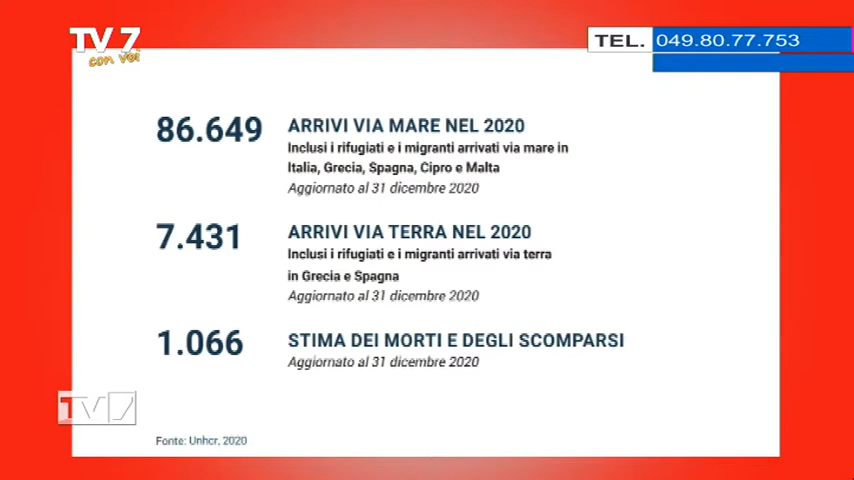 TV7
con voi
TEL. 049.80.77.753
86.649 ARRIVI VIA MARE NEL 2020
Inclusi i rifugiati e i migranti arrivati via mare in
Italia, Grecia, Spagna, Cipro e Malta
Aggiornato al 31 dicembre 2020
7.431 ARRIVI VIA TERRA NEL 2020
Inclusi i rifugiati e i migranti arrivati via terra
in Grecia e Spagna
Aggiornato al 31 dicembre 2020
1.066 STIMA DEI MORTI E DEGLI SCOMPARSI
Aggiornato al 31 dicembre 2020
TV7
Fonte: Unhcr, 2020